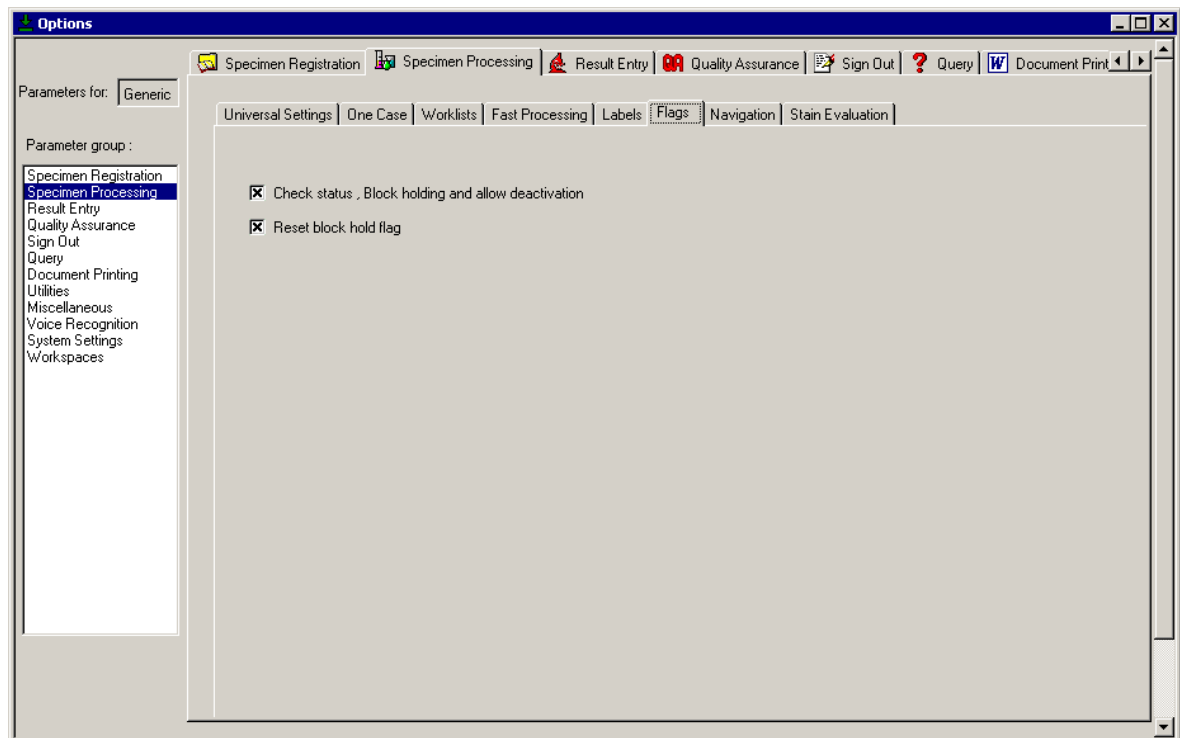 Options
Specimen Registration Specimen Processing Result Entry QA Quality Assurance Sign Out ? Query W Document Print
Parameters for: Generic
Universal Settings One Case Worklists Fast Processing Labels Flags Navigation Stain Evaluation
Parameter group :
Specimen Registration
Specimen Processing
Result Entry
Quality Assurance
Sign Out
Query
Document Printing
Utilities
Miscellaneous
Voice Recognition
System Settings
Workspaces
Check status , Block holding and allow deactivation
Reset block hold flag